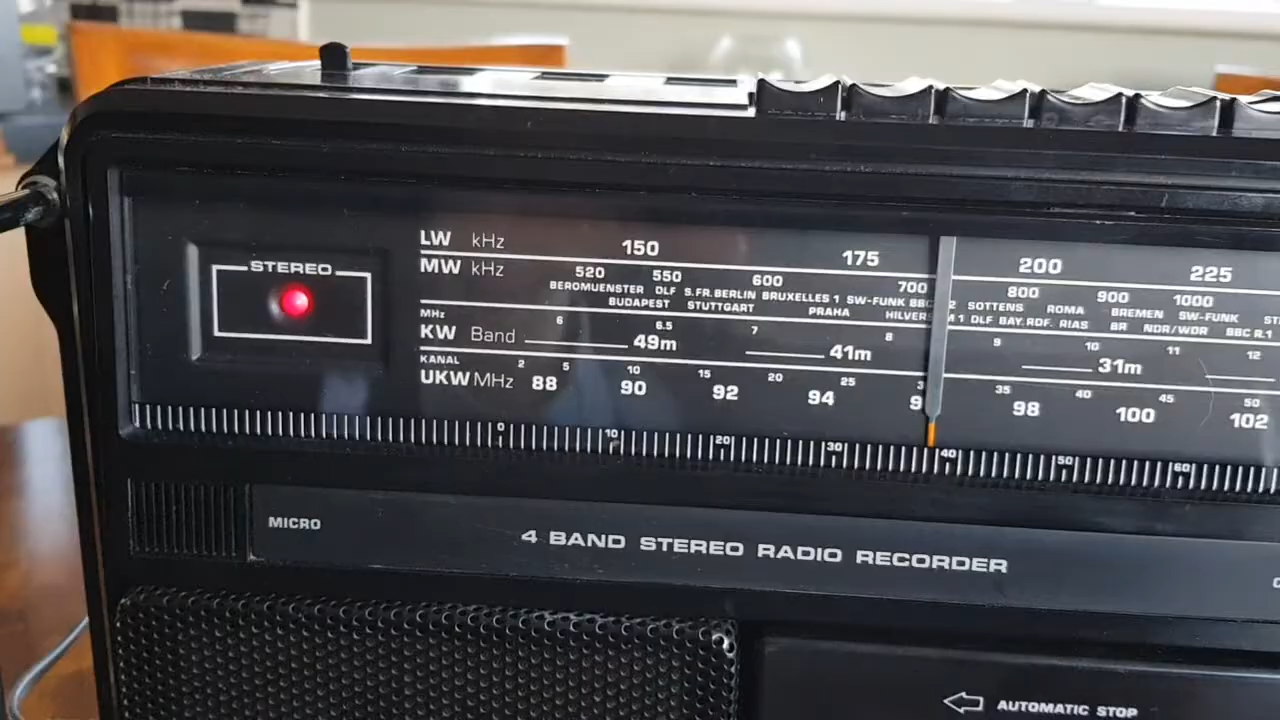 STEREO
LW kHz 150 175 200 225
MW kHz 520 550 600 700 800 900 1000
BEROMUENSTER DLF S.FR.BERLIN BRUXELLES 1 SW-FUNK BBC 2 SOTTENS ROMA BREMEN SW-FUNK
BUDAPEST STUTTGART PRAHA DLF BAY.RDF. RIAS BR NDR/WDR BBC R.1
MHz 6 6.5 7 8 9 10 11 12
KW Band 49m 41m 31m
KANAL 2 5 10 15 20 25 35 40 45 50
UKW MHz 88 90 92 94 98 100 102
0 10 20 30 40 50 60
MICRO
4 BAND STEREO RADIO RECORDER
AUTOMATIC STOP